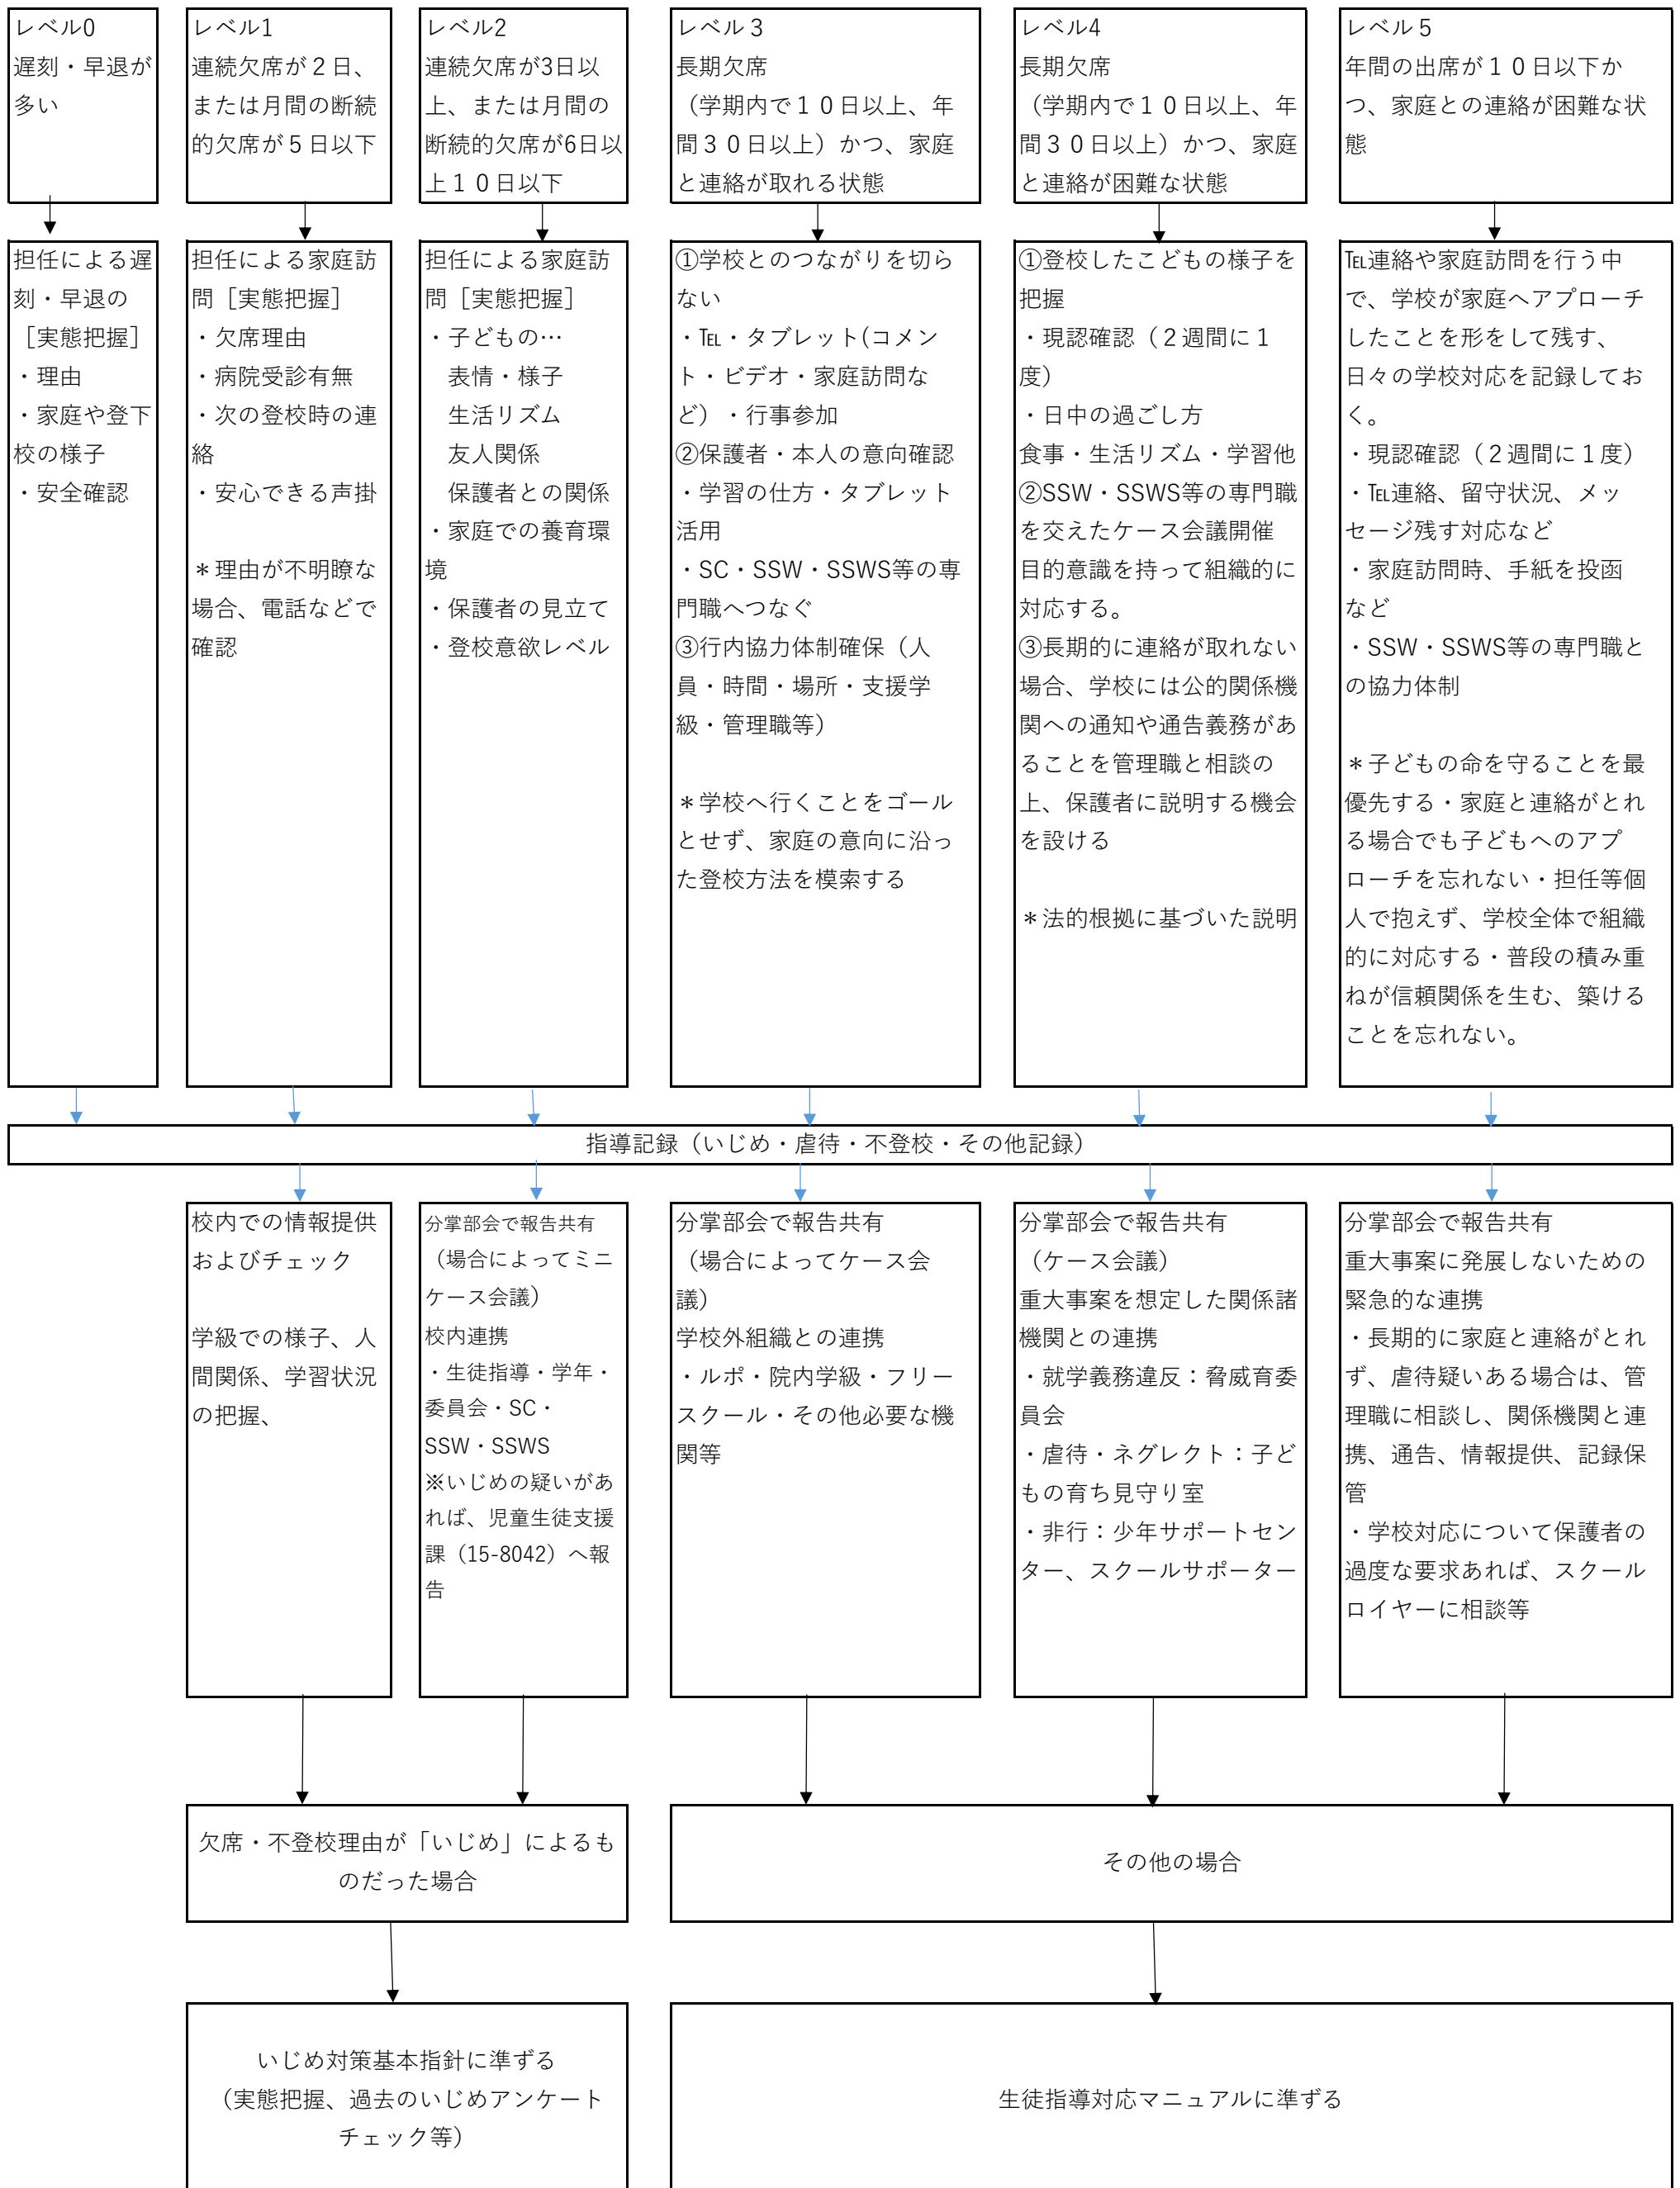 レベル0
遅刻・早退が
多い
レベル1
連続欠席が２日、
または月間の断続
的欠席が５日以下
レベル2
連続欠席が3日以
上、または月間の
断続的欠席が6日以
上１０日以下
レベル３
長期欠席
（学期内で１０日以上、年
間３０日以上）かつ、家庭
と連絡が取れる状態
レベル4
長期欠席
（学期内で１０日以上、年
間３０日以上）かつ、家庭
と連絡が困難な状態
レベル５
年間の出席が１０日以下か
つ、家庭との連絡が困難な状
態
担任による遅
刻・早退の
［実態把握］
・理由
・家庭や登下
校の様子
・安全確認
担任による家庭訪
問［実態把握］
・欠席理由
・病院受診有無
・次の登校時の連
絡
・安心できる声掛
＊理由が不明瞭な
場合、電話などで
確認
担任による家庭訪
問［実態把握］
・子どもの…
表情・様子
生活リズム
友人関係
保護者との関係
・家庭での養育環
境
・保護者の見立て
・登校意欲レベル
①学校とのつながりを切ら
ない
・℡・タブレット(コメン
ト・ビデオ・家庭訪問な
ど）・行事参加
②保護者・本人の意向確認
・学習の仕方・タブレット
活用
・SC・SSW・SSWS等の専
門職へつなぐ
③行内協力体制確保（人
員・時間・場所・支援学
級・管理職等）
＊学校へ行くことをゴール
とせず、家庭の意向に沿っ
た登校方法を模索する
①登校したこどもの様子を
把握
・現認確認（２週間に１
度）
・日中の過ごし方
食事・生活リズム・学習他
②SSW・SSWS等の専門職
を交えたケース会議開催
目的意識を持って組織的に
対応する。
③長期的に連絡が取れない
場合、学校には公的関係機
関への通知や通告義務があ
ることを管理職と相談の
上、保護者に説明する機会
を設ける
＊法的根拠に基づいた説明
℡連絡や家庭訪問を行う中
で、学校が家庭へアプローチ
したことを形をして残す、
日々の学校対応を記録してお
く。
・現認確認（２週間に１度）
・℡連絡、留守状況、メッ
セージ残す対応など
・家庭訪問時、手紙を投函
など
・SSW・SSWS等の専門職と
の協力体制
＊子どもの命を守ることを最
優先する・家庭と連絡がとれ
る場合でも子どもへのアプ
ローチを忘れない・担任等個
人で抱えず、学校全体で組織
的に対応する・普段の積み重
ねが信頼関係を生む、築ける
ことを忘れない。
指導記録（いじめ・虐待・不登校・その他記録）
校内での情報提供
およびチェック
学級での様子、人
間関係、学習状況
の把握、
分掌部会で報告共有
（場合によってミニ
ケース会議）
校内連携
・生徒指導・学年・
委員会・SC・
SSW・SSWS
※いじめの疑いがあ
れば、児童生徒支援
課（15-8042）へ報
告
分掌部会で報告共有
（場合によってケース会
議）
学校外組織との連携
・ルポ・院内学級・フリー
スクール・その他必要な機
関等
分掌部会で報告共有
（ケース会議）
重大事案を想定した関係諸
機関との連携
・就学義務違反：脅威育委
員会
・虐待・ネグレクト：子ど
もの育ち見守り室
・非行：少年サポートセン
ター、スクールサポーター
分掌部会で報告共有
重大事案に発展しないための
緊急的な連携
・長期的に家庭と連絡がとれ
ず、虐待疑いある場合は、管
理職に相談し、関係機関と連
携、通告、情報提供、記録保
管
・学校対応について保護者の
過度な要求あれば、スクール
ロイヤーに相談等
欠席・不登校理由が「いじめ」によるも
のだった場合
その他の場合
いじめ対策基本指針に準ずる
（実態把握、過去のいじめアンケート
チェック等）
生徒指導対応マニュアルに準ずる